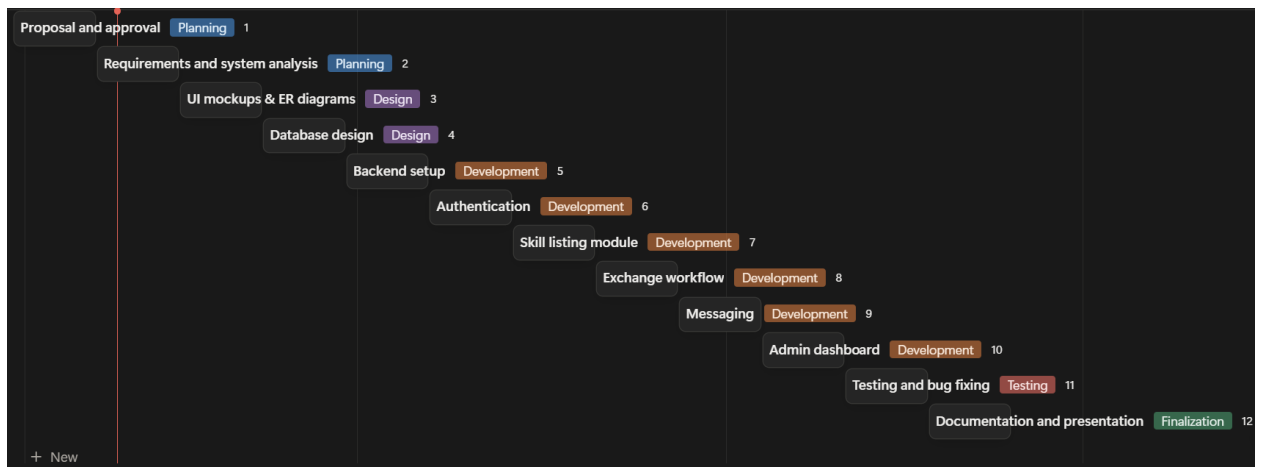 Proposal and approval Planning 1
Requirements and system analysis Planning 2
UI mockups & ER diagrams Design 3
Database design Design 4
Backend setup Development 5
Authentication Development 6
Skill listing module Development 7
Exchange workflow Development 8
Messaging Development 9
Admin dashboard Development 10
Testing and bug fixing Testing 11
Documentation and presentation Finalization 12
+ New